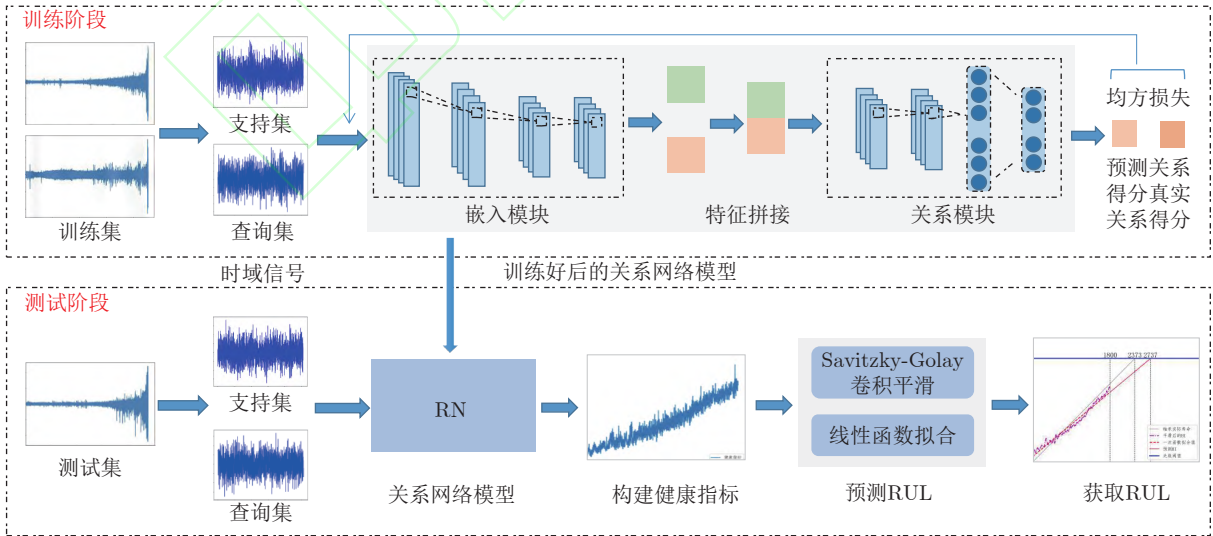 训练阶段
支持集
训练集
查询集
时域信号
嵌入模块
特征拼接
关系模块
均方损失
预测关系
得分真实
关系得分
训练好后的关系网络模型
测试阶段
测试集
支持集
查询集
RN
关系网络模型
构建健康指标
Savitzky-Golay
卷积平滑
线性函数拟合
预测RUL
1800 2373 2737
获取RUL